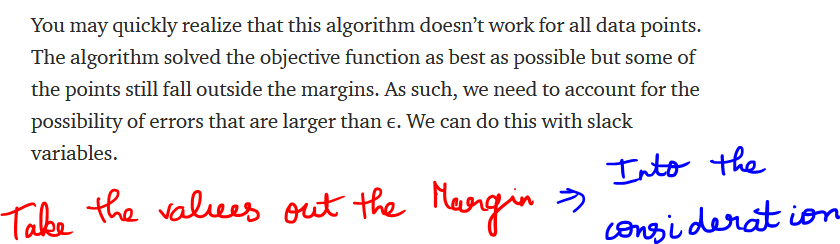 You may quickly realize that this algorithm doesn’t work for all data points.
The algorithm solved the objective function as best as possible but some of
the points still fall outside the margins. As such, we need to account for the
possibility of errors that are larger than ϵ. We can do this with slack
variables.
Take the values out the Margin ⇒ Into the
consideration